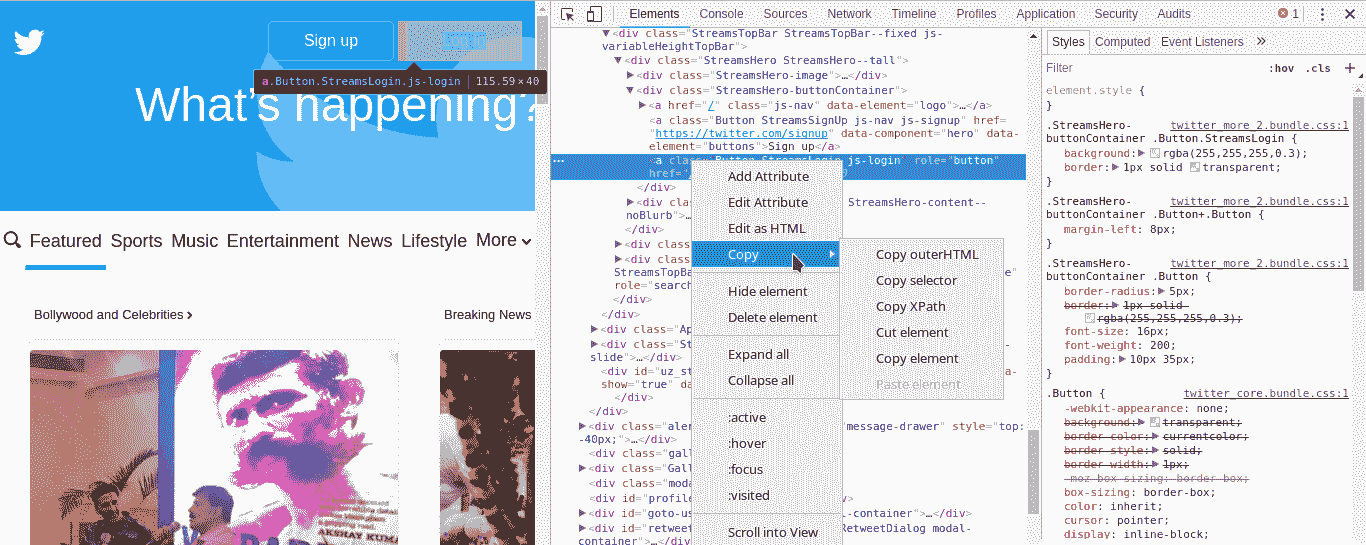 Sign up
Log in
a.Button.StreamsLogin.js-login | 115.59 × 40
What's happening?
Featured Sports Music Entertainment News Lifestyle More
Bollywood and Celebrities >
Breaking News
AKSHAY KUMA
Elements Console Sources Network Timeline Profiles Application Security Audits
1
▼<div class="StreamsTopBar StreamsTopBar--fixed js-
variableHeightTopBar">
▼<div class="StreamsHero StreamsHero--tall">
▶<div class="StreamsHero-image">…</div>
▼<div class="StreamsHero-buttonContainer">
▶<a href="/" class="js-nav" data-element="logo">…</a>
<a class="Button StreamsSignUp js-nav js-signup" href=
"https://twitter.com/signup" data-component="hero" data-
element="buttons">Sign up</a>
<a class="Button StreamsLogin js-login" role="button"
href="/
</div>
▶<div clas StreamsHero-content--
noBlurb">…
</div>
▶<div clas
▶<div clas
StreamsTopBa
role="search
</div>
</div>
▶<div class="Ap
▶<div class="St
slide">…</div>
<div id="uz_st a-
show="true" da
</div>
</div>
▶<div class="aler "message-drawer" style="top:
-40px;">…</div>
<div class="gall
▶<div class="Gall
<div class="moda
<div id="profile v>
▶<div id="goto-us l-container">…</div>
▶<div id="retweet RetweetDialog modal-
container">…</div>
Add Attribute
Edit Attribute
Edit as HTML
Copy
Hide element
Delete element
Expand all
Collapse all
:active
:hover
:focus
:visited
Scroll into View
Copy outerHTML
Copy selector
Copy XPath
Cut element
Copy element
Paste element
Styles Computed Event Listeners »
Filter :hov .cls +
element.style {
}
.StreamsHero- twitter_more_2.bundle.css:1
buttonContainer .Button.StreamsLogin {
background:▶ rgba(255,255,255,0.3);
border:▶ 1px solid transparent;
}
.StreamsHero- twitter_more_2.bundle.css:1
buttonContainer .Button+.Button {
margin-left: 8px;
}
.StreamsHero- twitter_more_2.bundle.css:1
buttonContainer .Button {
border-radius:▶ 5px;
border:▶ 1px solid
rgba(255,255,255,0.3);
font-size: 16px;
font-weight: 200;
padding:▶ 10px 35px;
}
.Button { twitter_core.bundle.css:1
-webkit-appearance: none;
background:▶ transparent;
border-color:▶ currentcolor;
border-style:▶ solid;
border-width:▶ 1px;
-moz-box-sizing: border-box;
box-sizing: border-box;
color: inherit;
cursor: pointer;
display: inline-block;